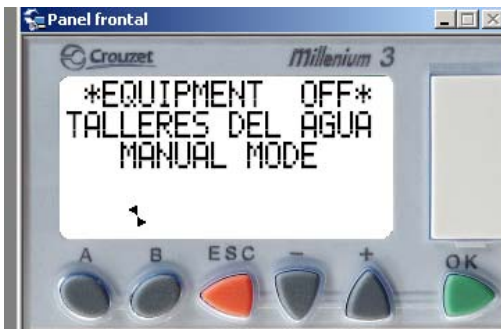 Panel frontal
Crouzet Millenium 3
*EQUIPMENT OFF*
TALLERES DEL AGUA
MANUAL MODE
A B ESC - + OK